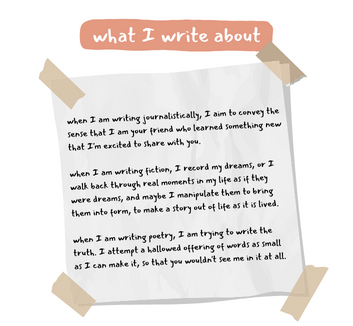 what I write about
when I am writing journalistically, I aim to convey the
sense that I am your friend who learned something new
that I'm excited to share with you.
when I am writing fiction, I record my dreams, or I
walk back through real moments in my life as if they
were dreams, and maybe I manipulate them to bring
them into form, to make a story out of life as it is lived.
when I am writing poetry, I am trying to write the
truth. I attempt a hallowed offering of words as small
as I can make it, so that you wouldn't see me in it at all.